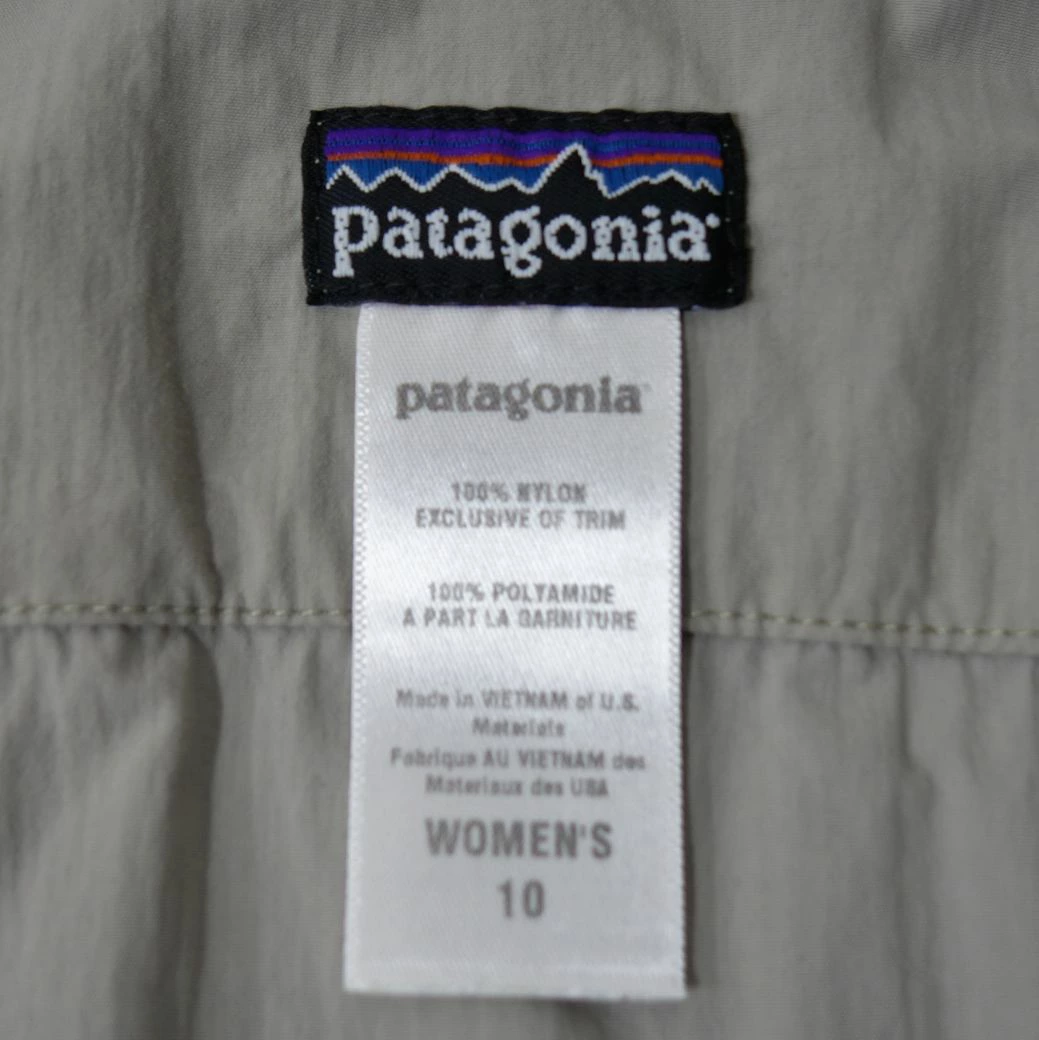 patagonia
patagonia
100% NYLON
EXCLUSIVE OF TRIM
100% POLYAMIDE
A PART LA GARNITURE
Made in VIETNAM of U.S.
Materials
Fabrique AU VIETNAM des
Materiaux des USA
WOMEN'S
10